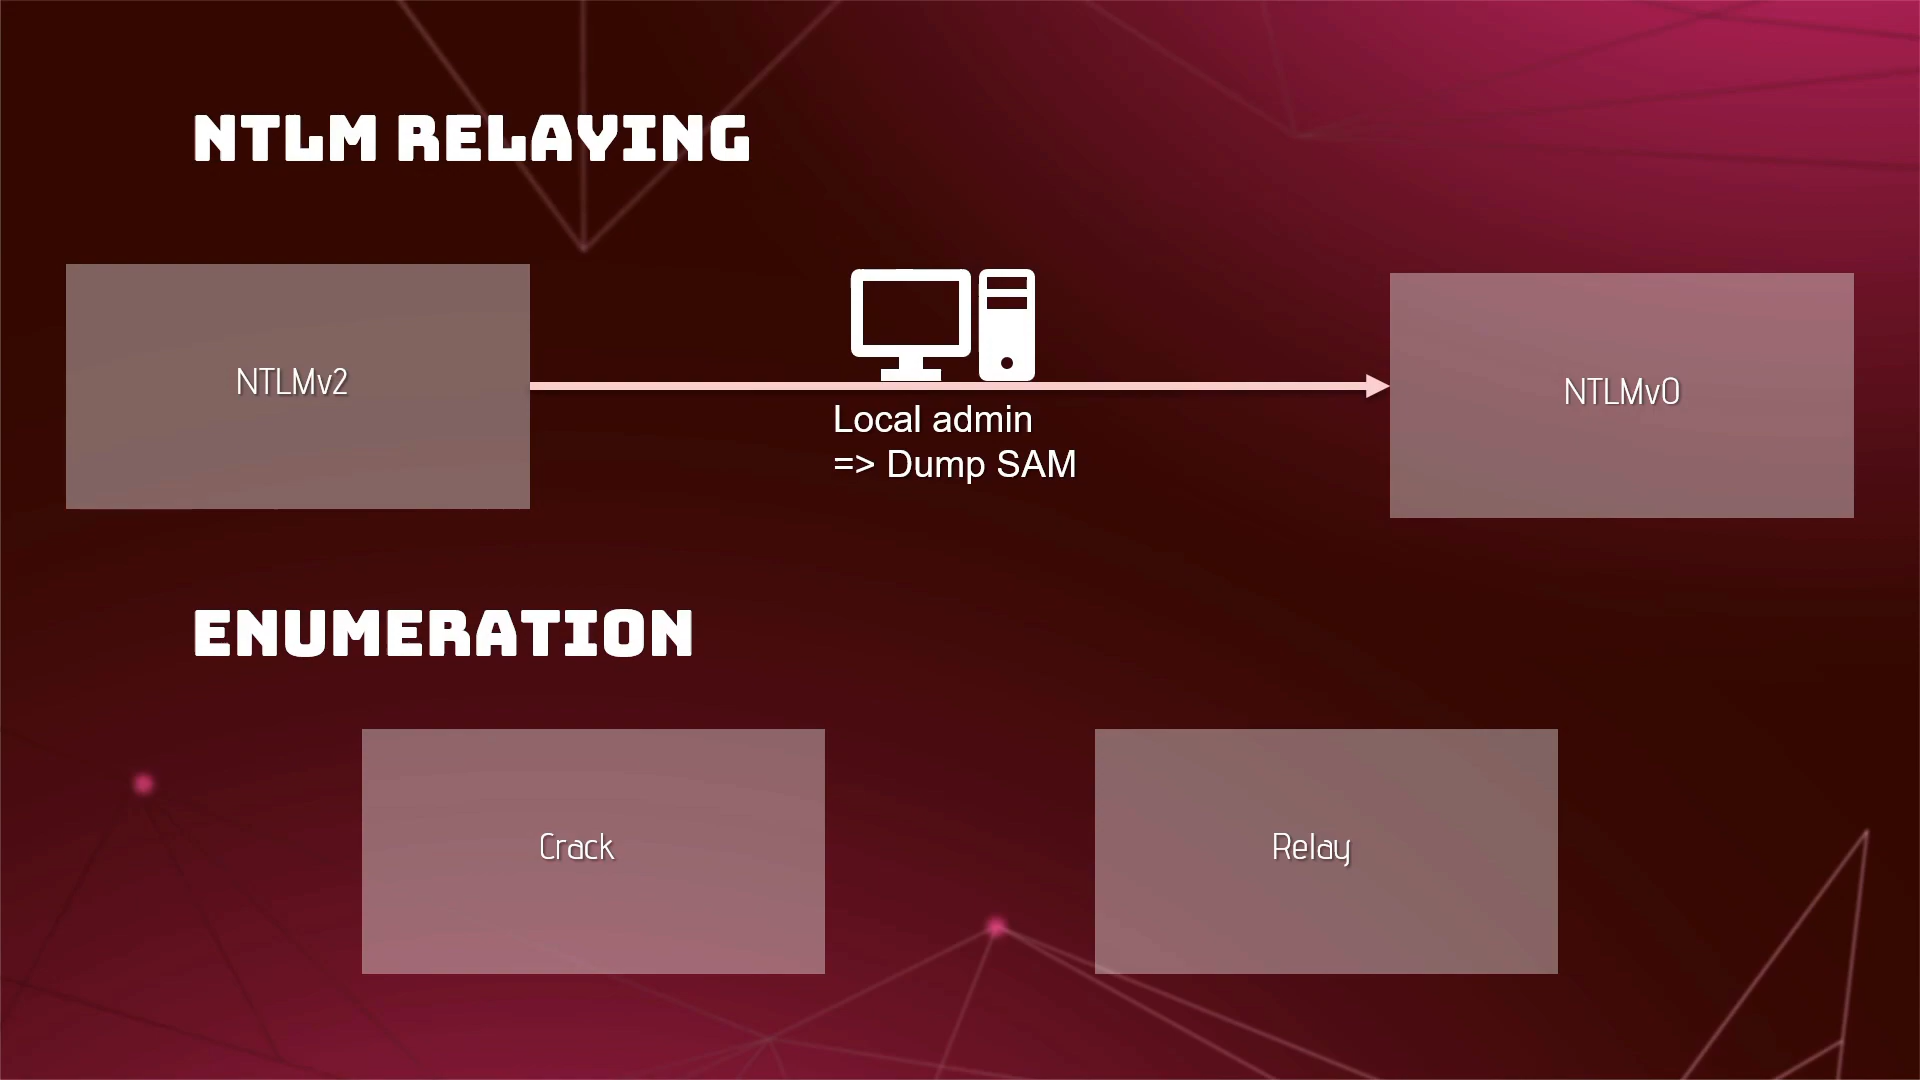 NTLM RELAYING
NTLMv2
Local admin
=> Dump SAM
NTLMv0
ENUMERATION
Crack
Relay